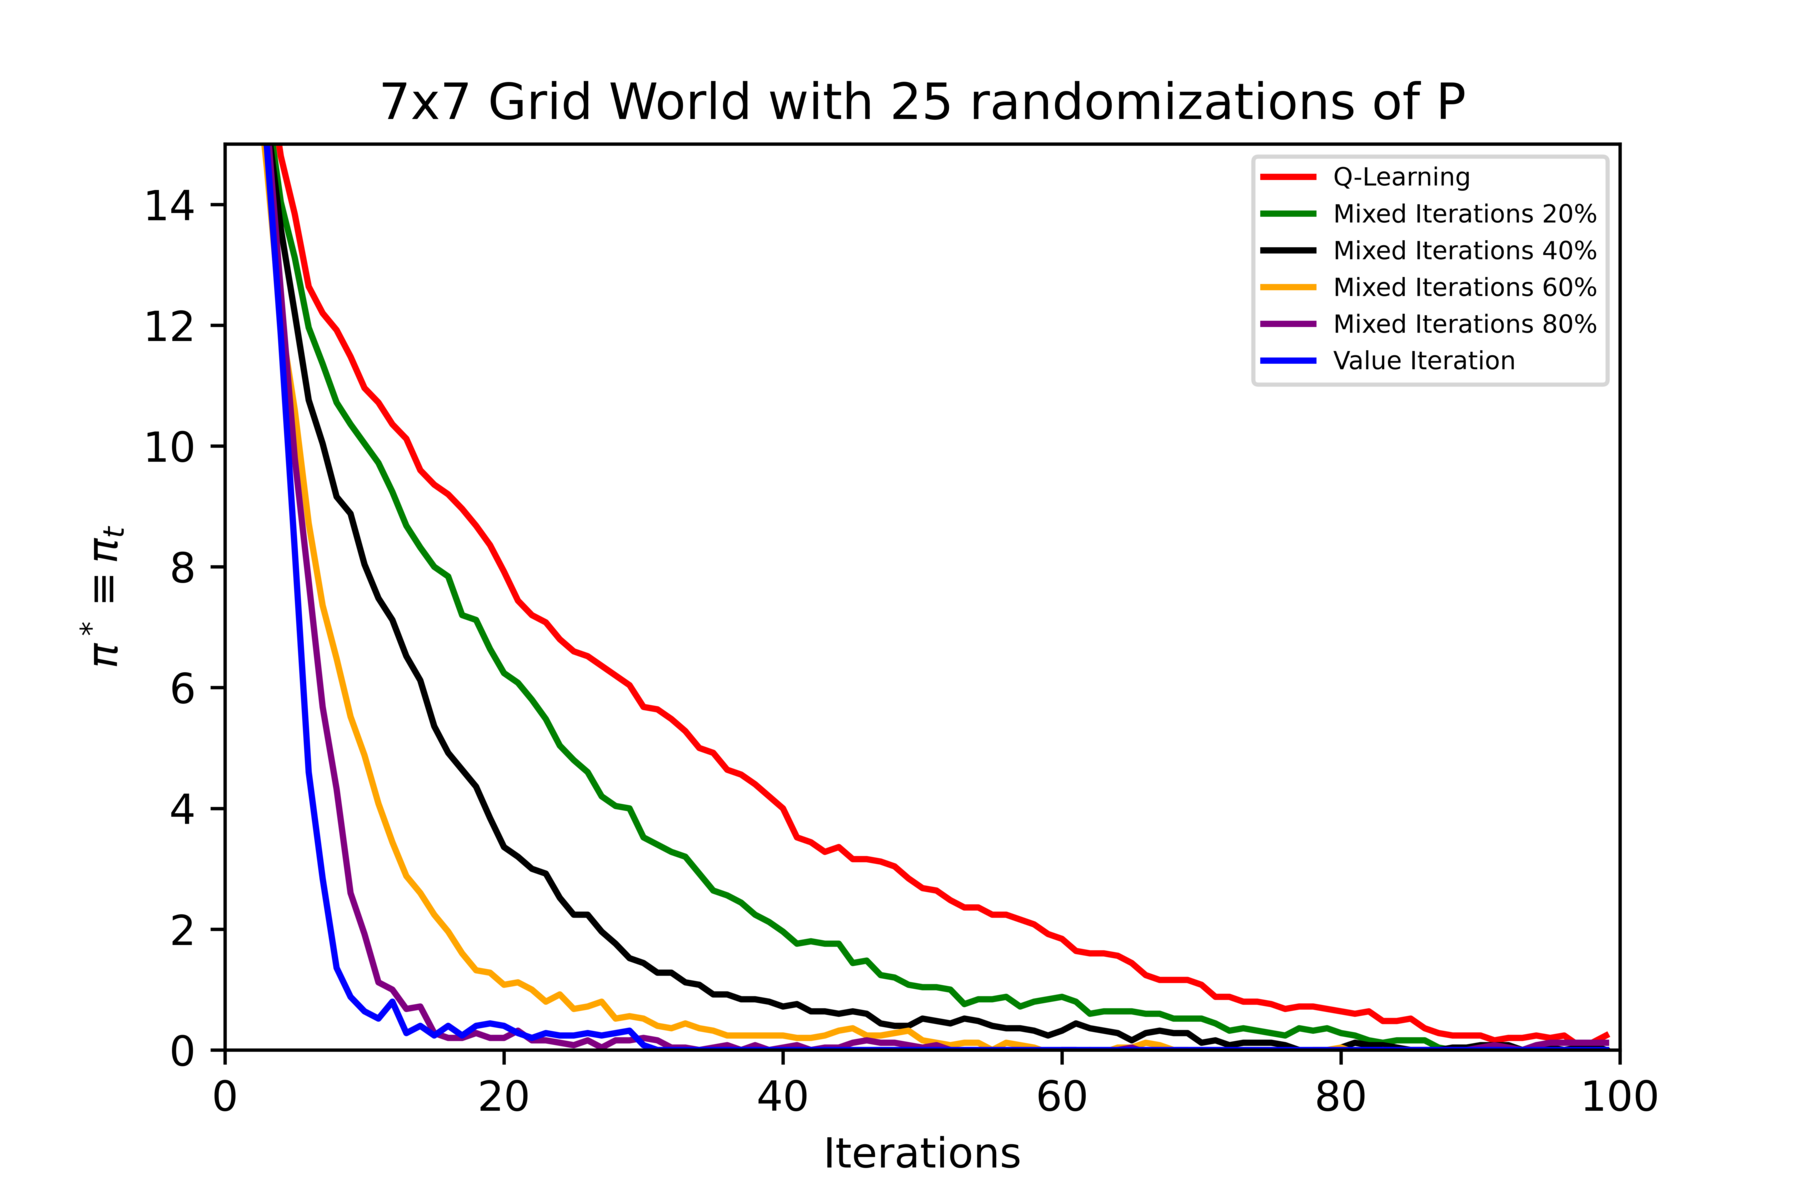 7x7 Grid World with 25 randomizations of P
Q-Learning
Mixed Iterations 20%
Mixed Iterations 40%
Mixed Iterations 60%
Mixed Iterations 80%
Value Iteration
14
12
10
8
6
4
2
0
π* ≡ πt
0 20 40 60 80 100
Iterations